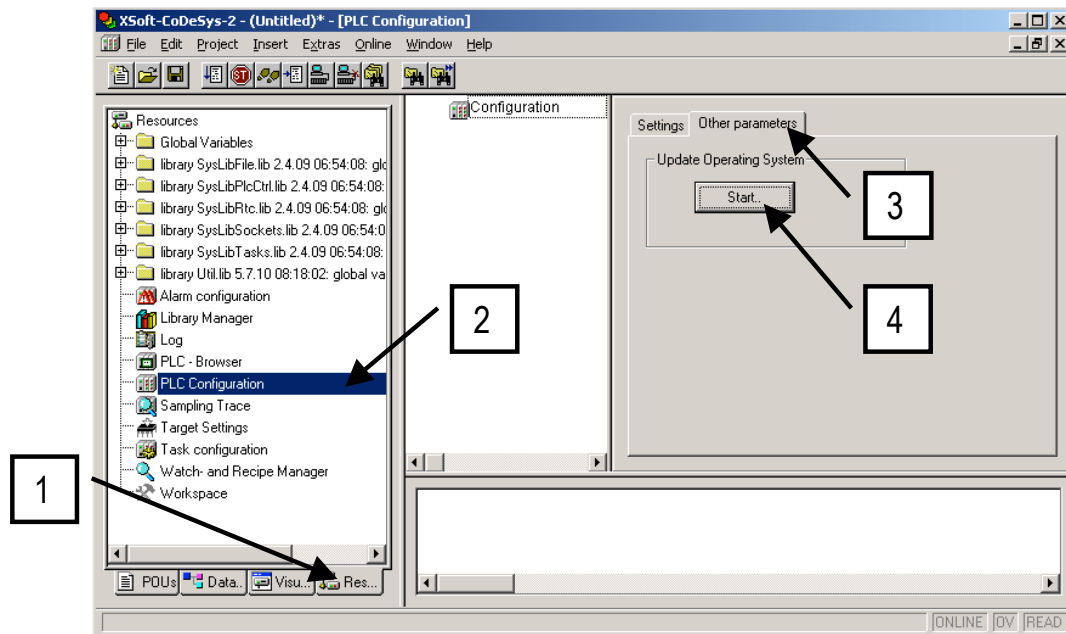 XSoft-CoDeSys-2 - (Untitled)* - [PLC Configuration]
File Edit Project Insert Extras Online Window Help
Resources
Global Variables
library SysLibFile.lib 2.4.09 06:54:08: glo
library SysLibPlcCtrl.lib 2.4.09 06:54:08:
library SysLibRtc.lib 2.4.09 06:54:08: glo
library SysLibSockets.lib 2.4.09 06:54:0
library SysLibTasks.lib 2.4.09 06:54:08:
library Util.lib 5.7.10 08:18:02: global va
Alarm configuration
Library Manager
Log
PLC - Browser
PLC Configuration
Sampling Trace
Target Settings
Task configuration
Watch- and Recipe Manager
Workspace
POUs Data.. Visu... Res...
Configuration
Settings Other parameters
Update Operating System
Start..
1
2
3
4
ONLINE OV READ